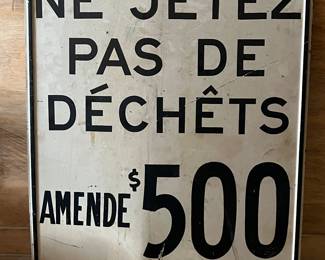 NE JETEZ
PAS DE
DÉCHÊTS
AMENDE $500